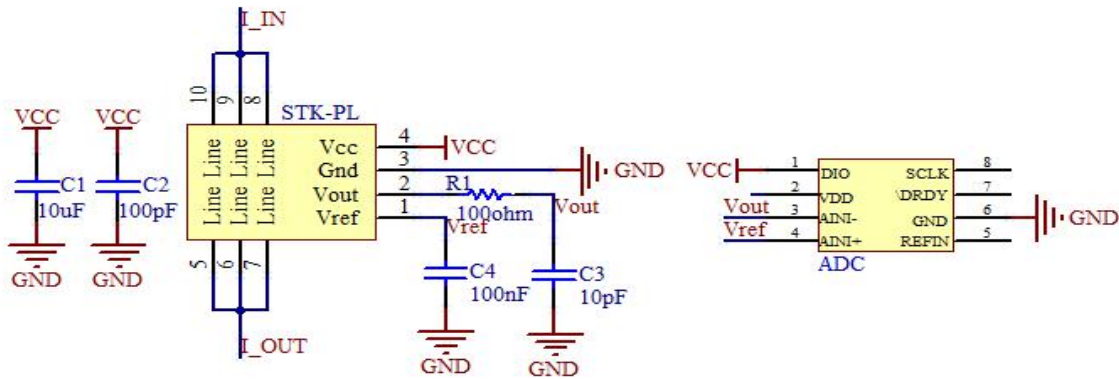 I_IN
10 9 8
STK-PL
VCC
C1
10uF
GND
VCC
C2
100pF
GND
Line Line
Line Line
Line Line
Vcc 4 VCC
Gnd 3 GND
Vout 2 R1
100ohm
Vout
Vref 1
Vref
5 6 7
C4
100nF
GND
C3
10pF
GND
I_OUT
VCC 1 DIO SCLK 8
2 VDD \DRDY 7
Vout 3 AINI- GND 6 GND
Vref 4 AINI+ REFIN 5
ADC